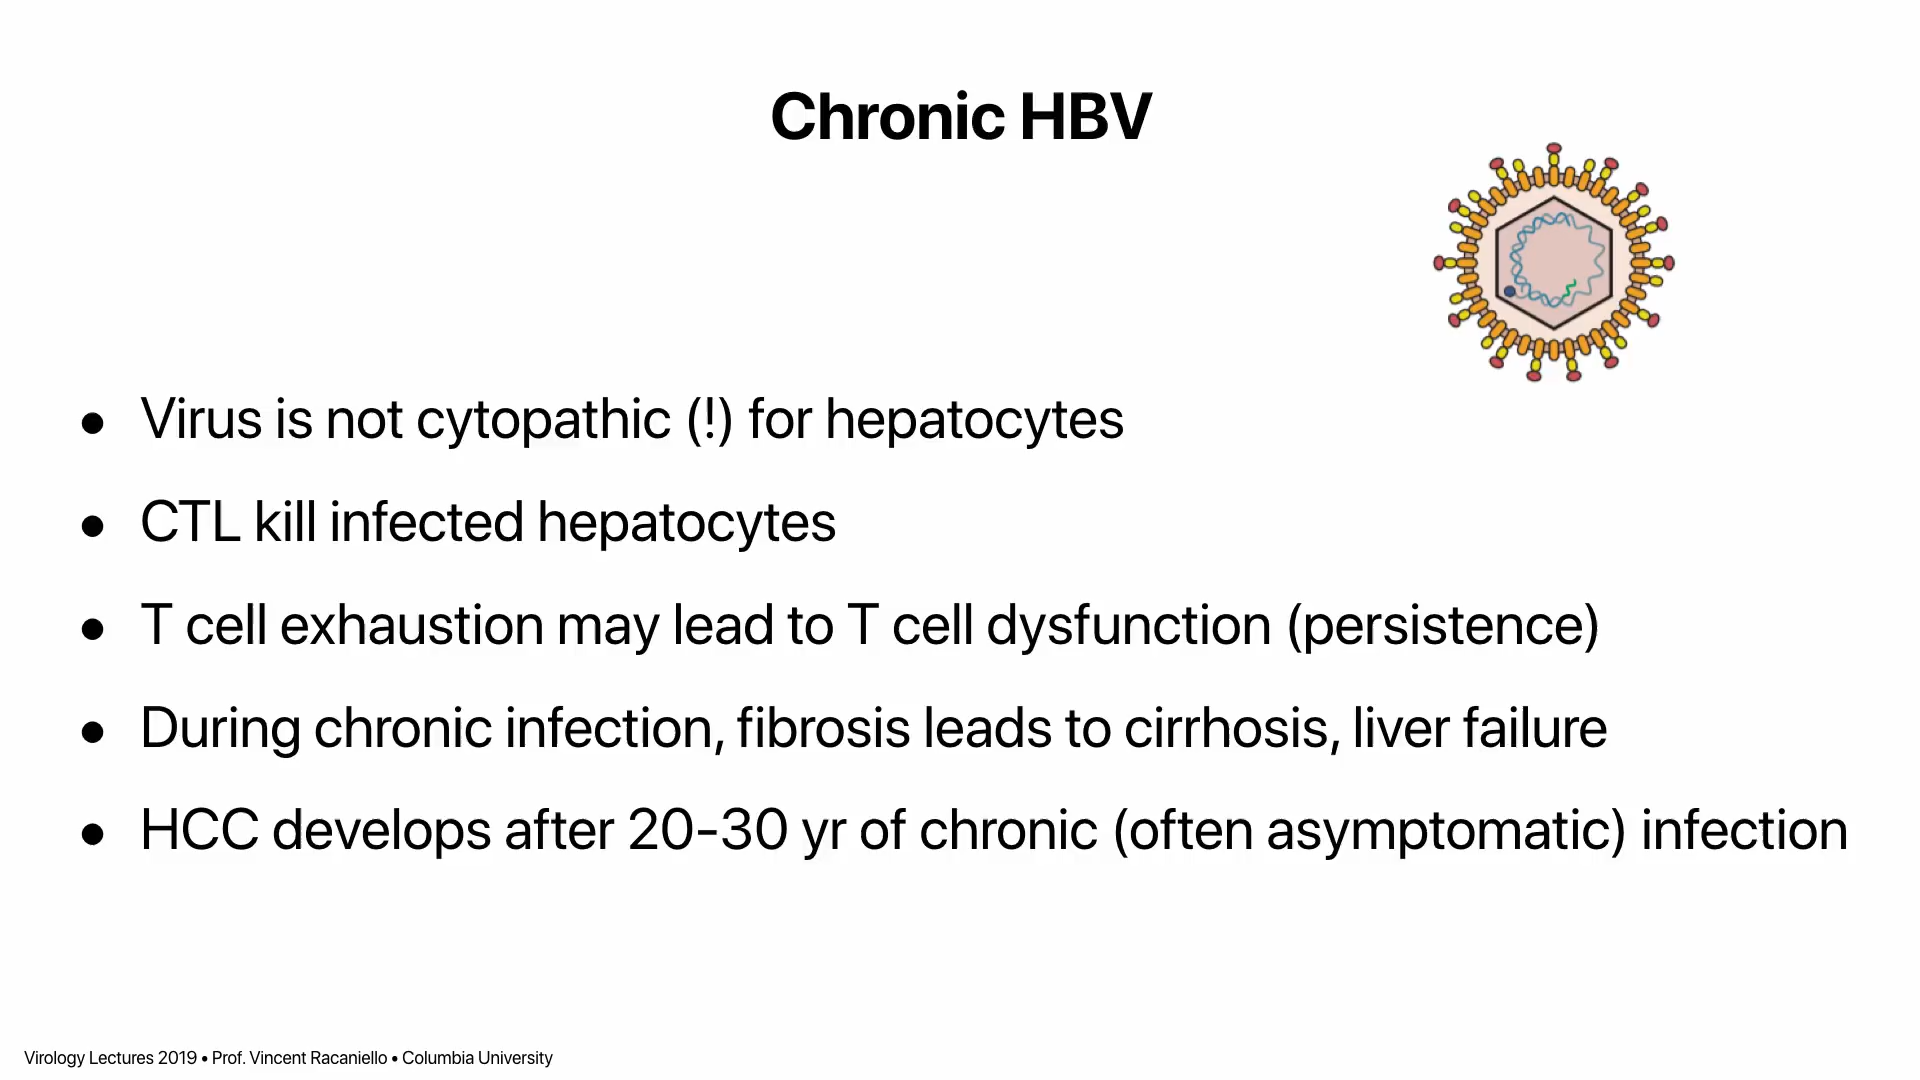 Chronic HBV
• Virus is not cytopathic (!) for hepatocytes
• CTL kill infected hepatocytes
• T cell exhaustion may lead to T cell dysfunction (persistence)
• During chronic infection, fibrosis leads to cirrhosis, liver failure
• HCC develops after 20-30 yr of chronic (often asymptomatic) infection
Virology Lectures 2019 • Prof. Vincent Racaniello • Columbia University